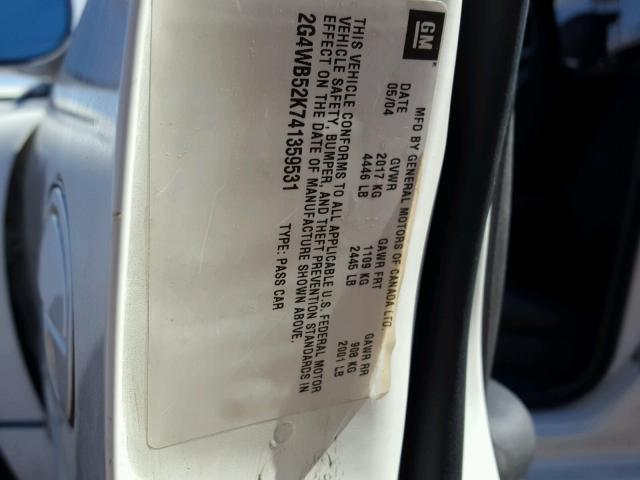 GM
MFD BY GENERAL MOTORS OF CANADA LTD.
DATE GVWR GAWR FRT GAWR RR
05/04 2017 KG 1109 KG 908 KG
4446 LB 2445 LB 2001 LB
THIS VEHICLE CONFORMS TO ALL APPLICABLE U.S. FEDERAL MOTOR
VEHICLE SAFETY, BUMPER, AND THEFT PREVENTION STANDARDS IN
EFFECT ON THE DATE OF MANUFACTURE SHOWN ABOVE.
2G4WB52K741359531 TYPE: PASS CAR